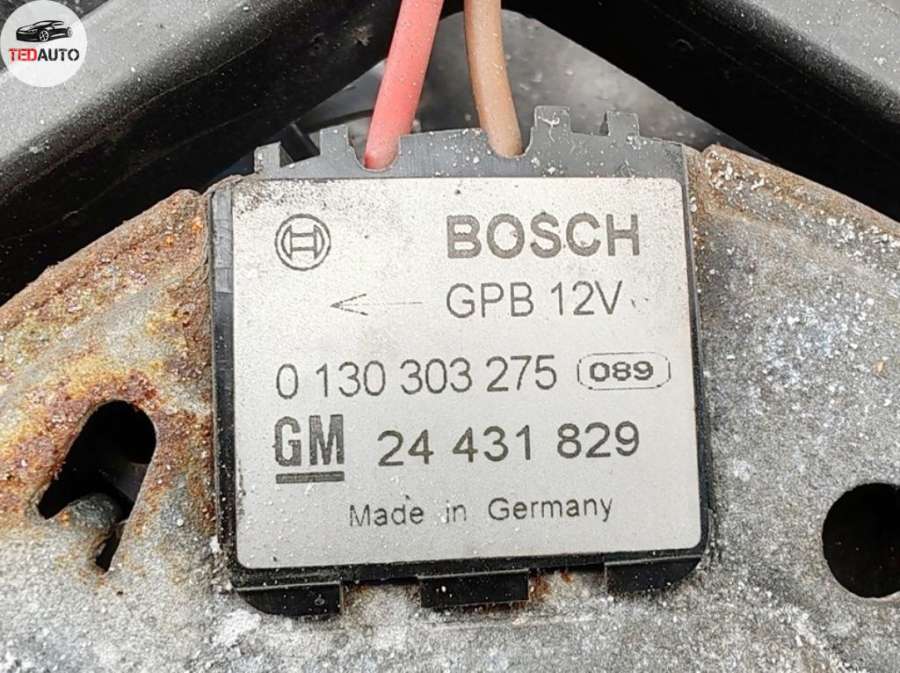 TEDAUTO
BOSCH
GPB 12V
0 130 303 275 089
GM 24 431 829
Made in Germany